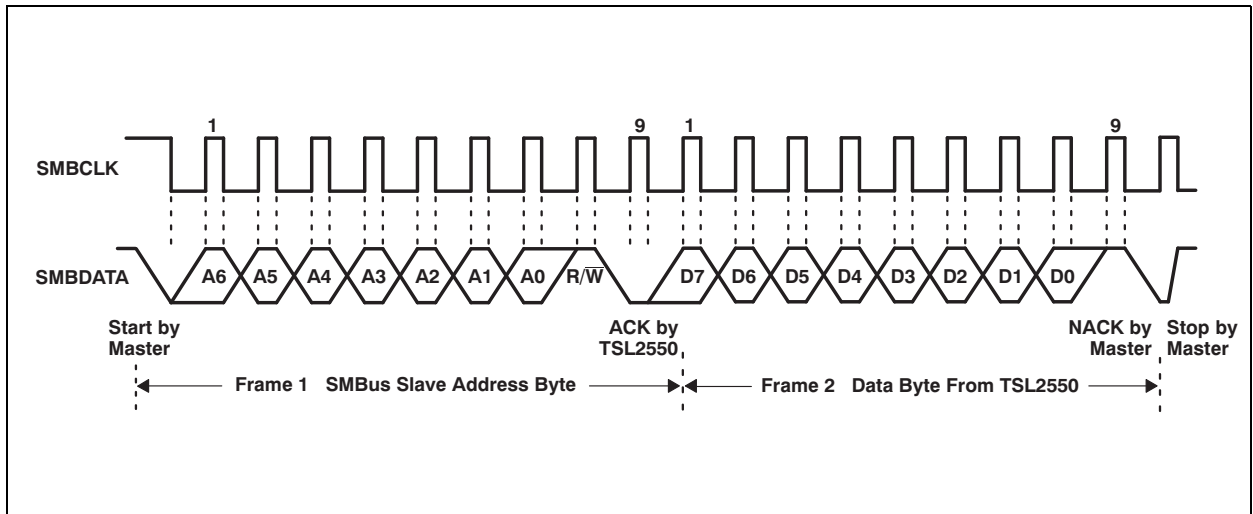 1 9 1 9
SMBCLK
SMBDATA A6 A5 A4 A3 A2 A1 A0 R/W̅ D7 D6 D5 D4 D3 D2 D1 D0
Start by
Master
ACK by
TSL2550
NACK by
Master
Stop by
Master
Frame 1 SMBus Slave Address Byte
Frame 2 Data Byte From TSL2550